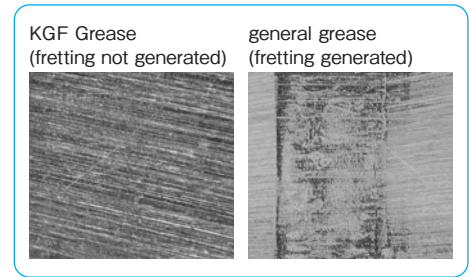 KGF Grease
(fretting not generated)
general grease
(fretting generated)